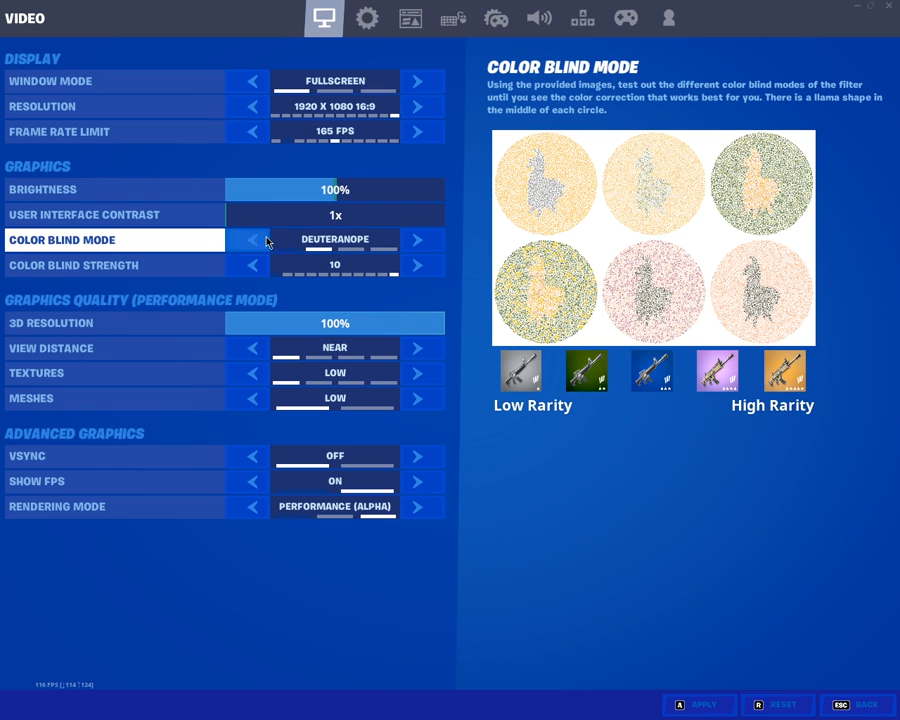 VIDEO
DISPLAY
WINDOW MODE
FULLSCREEN
RESOLUTION
1920 X 1080 16:9
FRAME RATE LIMIT
165 FPS
GRAPHICS
BRIGHTNESS
100%
USER INTERFACE CONTRAST
1x
COLOR BLIND MODE
DEUTERANOPE
COLOR BLIND STRENGTH
10
GRAPHICS QUALITY (PERFORMANCE MODE)
3D RESOLUTION
100%
VIEW DISTANCE
NEAR
TEXTURES
LOW
MESHES
LOW
ADVANCED GRAPHICS
VSYNC
OFF
SHOW FPS
ON
RENDERING MODE
PERFORMANCE (ALPHA)
COLOR BLIND MODE
Using the provided images, test out the different color blind modes of the filter
until you see the color correction that works best for you. There is a llama shape in
the middle of each circle.
Low Rarity
High Rarity
A APPLY
R RESET
ESC BACK